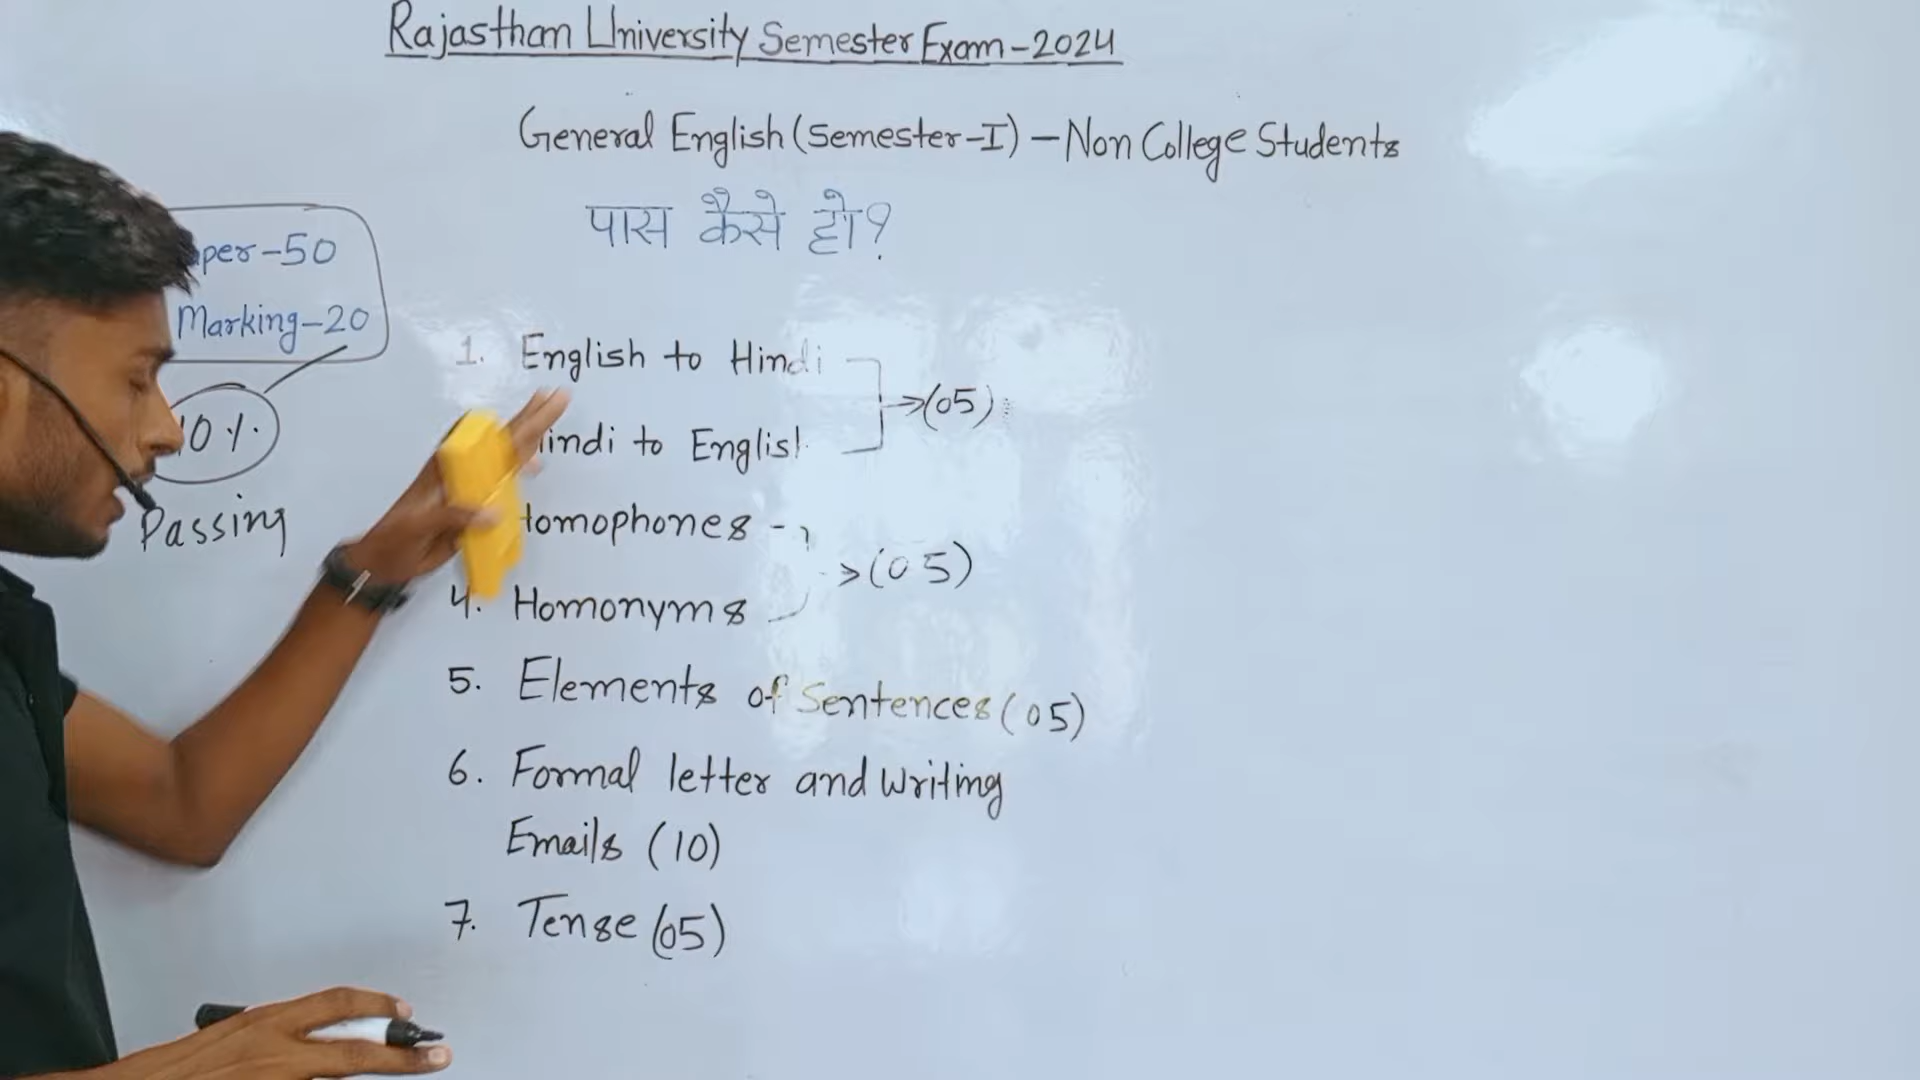 Rajasthan University Semester Exam-2024
General English (Semester-I) - Non College Students
पास कैसे हो?
-50
Marking-20
10%.
Passing
1. English to Hindi
to English
→(05)
4. Homonyms
→(05)
5. Elements of Sentences (05)
6. Formal letter and Writing
Emails (10)
7. Tense (05)